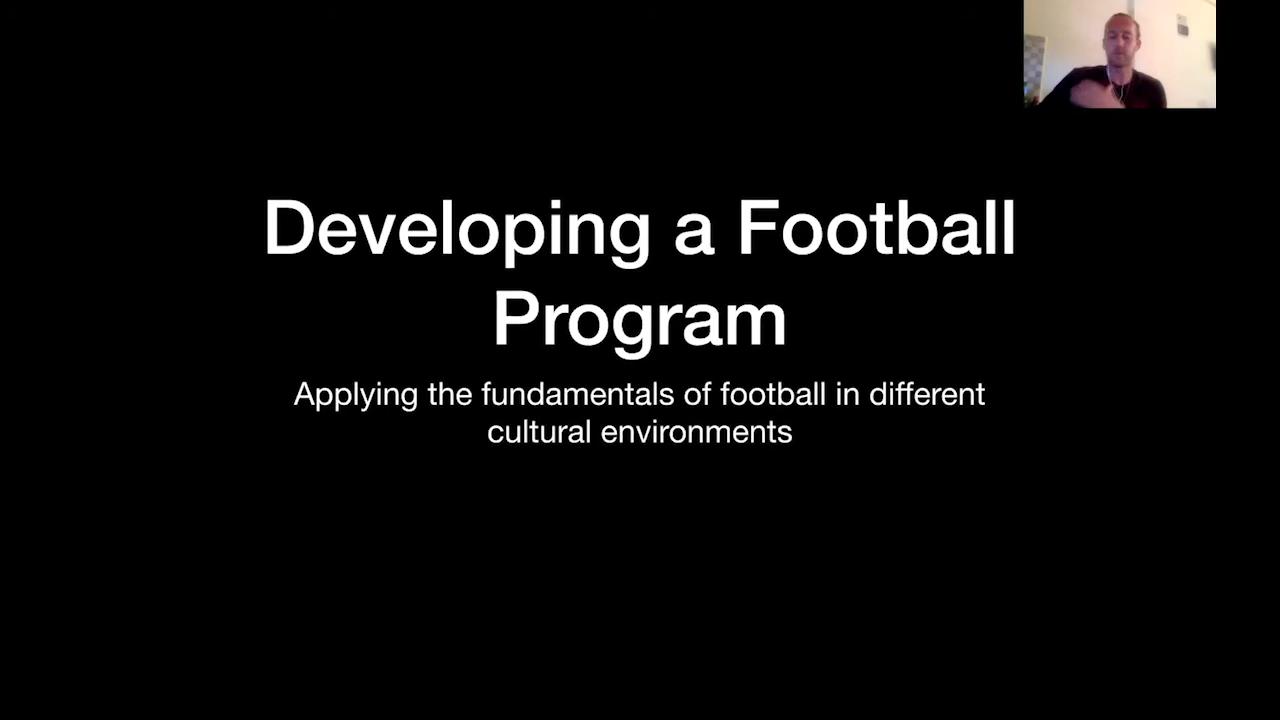 Developing a Football
Program
Applying the fundamentals of football in different
cultural environments